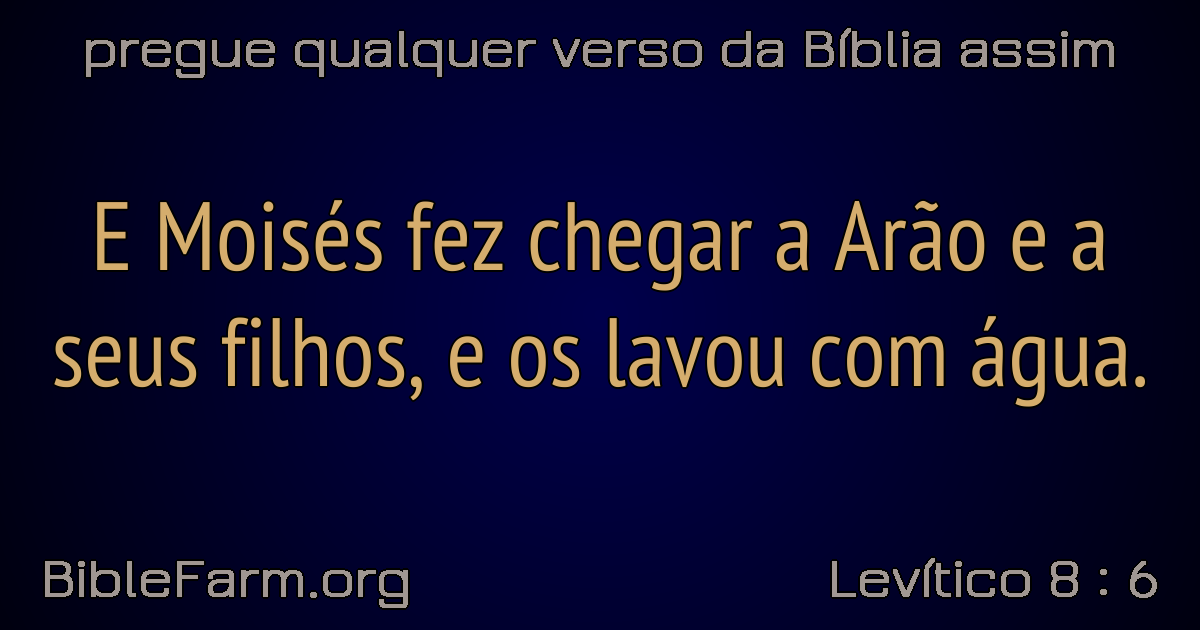 pregue qualquer verso da Bíblia assim
E Moisés fez chegar a Arão e a
seus filhos, e os lavou com água.
BibleFarm.org
Levítico 8 : 6